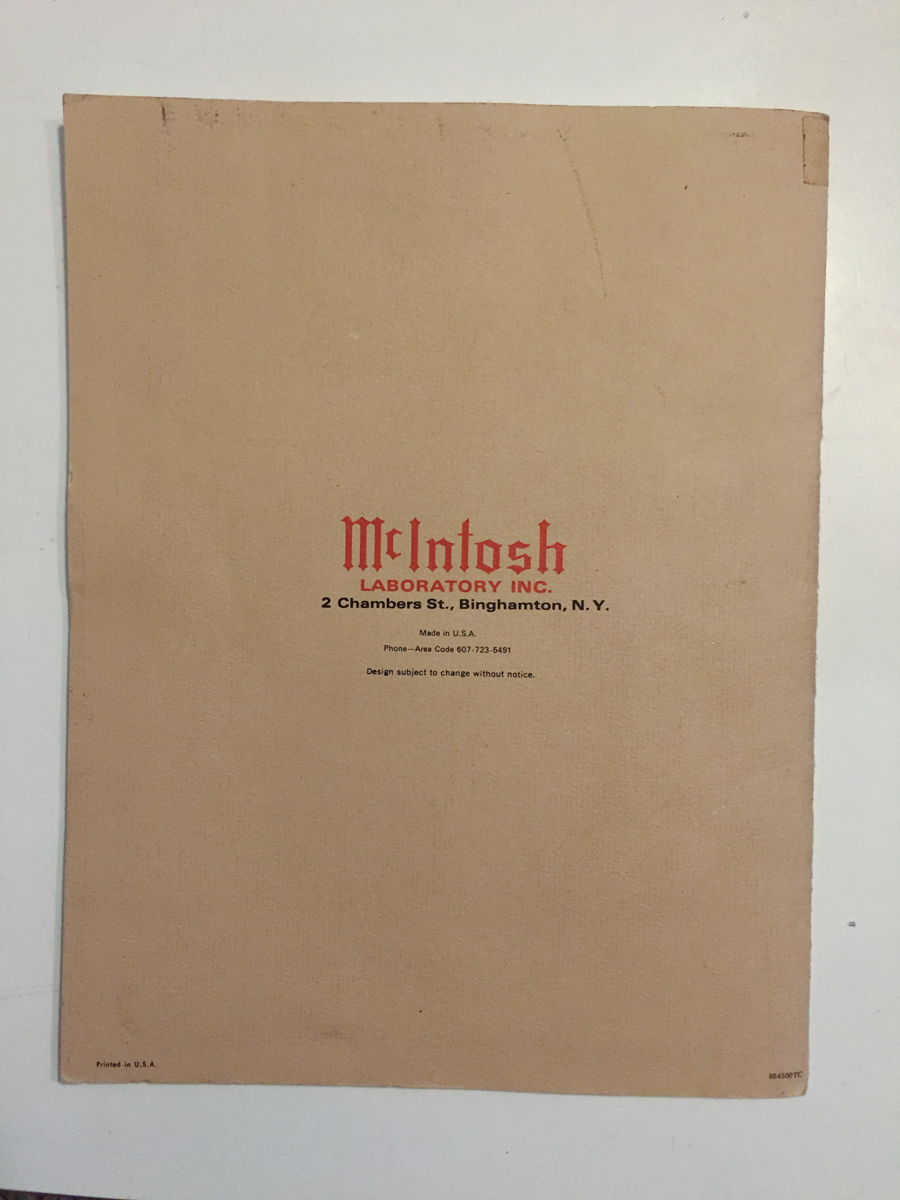 McIntosh
LABORATORY INC.
2 Chambers St., Binghamton, N. Y.
Made in U.S.A.
Phone—Area Code 607-723-5491
Design subject to change without notice.
Printed in U.S.A.